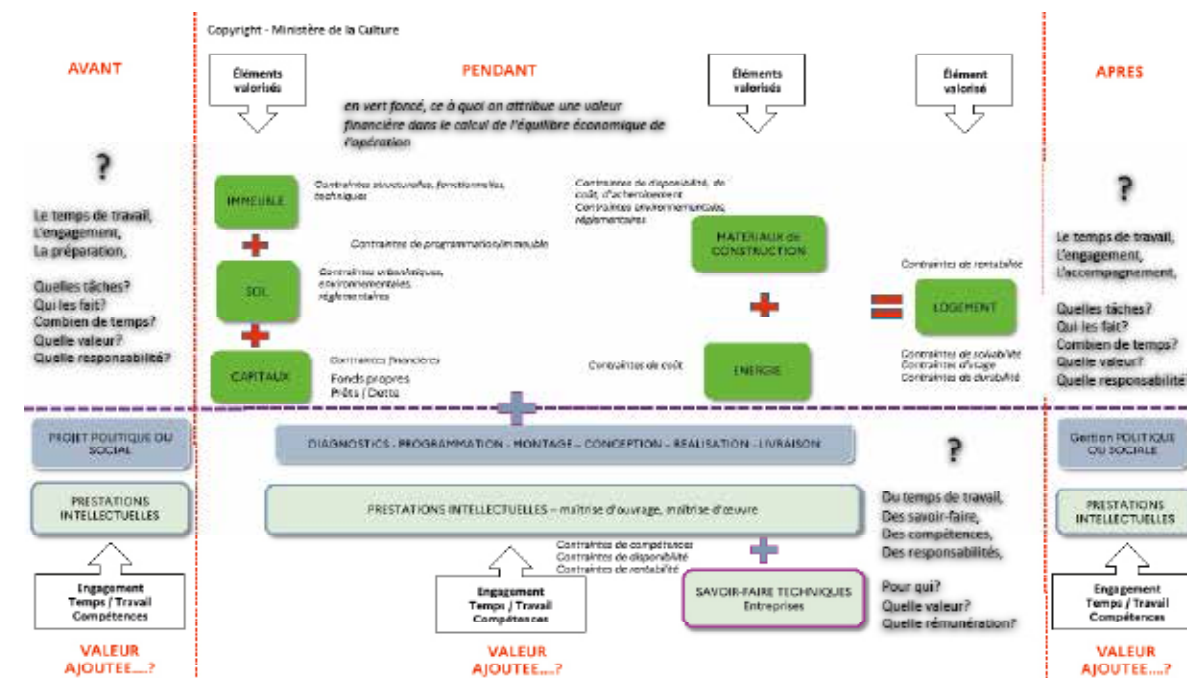 Copyright - Ministère de la Culture
AVANT
Éléments
valorisés
PENDANT
Éléments
valorisés
Élément
valorisé
APRES
en vert foncé, ce à quoi on attribue une valeur
financière dans le calcul de l'équilibre économique de
l'opération
?
Le temps de travail,
L'engagement,
La préparation,
Quelles tâches?
Qui les fait?
Combien de temps?
Quelle valeur?
Quelle responsabilité?
IMMEUBLE
Contraintes structurelles, fonctionnelles,
techniques
Contraintes de programmation/immeuble
SOL
Contraintes urbanistiques,
environnementales,
réglementaires
CAPITAUX
Contraintes financières
Fonds propres
Prêts / Dette
Contraintes de disponibilité, de
coût, d'acheminement
Contraintes environnementales,
réglementaires
MATERIAUX de
CONSTRUCTION
Contraintes de coût
ENERGIE
Contraintes de rentabilité
LOGEMENT
Contraintes de solvabilité
Contraintes d'usage
Contraintes de durabilité
?
Le temps de travail,
L'engagement,
L'accompagnement,
Quelles tâches?
Qui les fait?
Combien de temps?
Quelle valeur?
Quelle responsabilité?
PROJET POLITIQUE OU
SOCIAL
PRESTATIONS
INTELLECTUELLES
Engagement
Temps / Travail
Compétences
VALEUR
AJOUTEE....?
DIAGNOSTICS - PROGRAMMATION - MONTAGE – CONCEPTION – REALISATION - LIVRAISON
PRESTATIONS INTELLECTUELLES – maîtrise d'ouvrage, maîtrise d'œuvre
Contraintes de compétences
Contraintes de disponibilité
Contraintes de rentabilité
Engagement
Temps / Travail
Compétences
VALEUR
AJOUTEE....?
SAVOIR-FAIRE TECHNIQUES
Entreprises
?
Du temps de travail,
Des savoir-faire,
Des compétences,
Des responsabilités,
Pour qui?
Quelle valeur?
Quelle rémunération?
Gestion POLITIQUE
OU SOCIALE
PRESTATIONS
INTELLECTUELLES
Engagement
Temps / Travail
Compétences
VALEUR
AJOUTEE....?